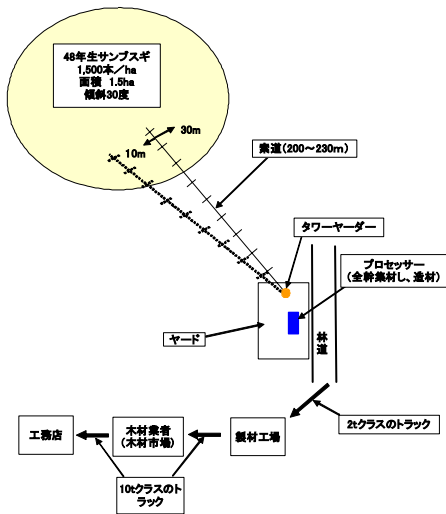 48年生サンブスギ
1,500本／ha
面積　1.5ha
傾斜30度
30m
10m
索道(200～230m)
タワーヤーダー
プロセッサー
(全幹集材し、造材)
ヤード
林道
2tクラスのトラック
工務店
木材業者
(木材市場)
製材工場
10tクラスのト
ラック